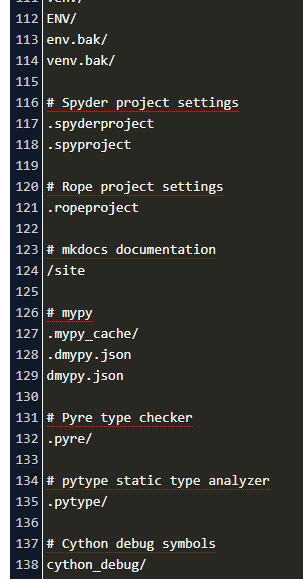 111 venv/
112 ENV/
113 env.bak/
114 venv.bak/
115
116 # Spyder project settings
117 .spyderproject
118 .spyproject
119
120 # Rope project settings
121 .ropeproject
122
123 # mkdocs documentation
124 /site
125
126 # mypy
127 .mypy_cache/
128 .dmypy.json
129 dmypy.json
130
131 # Pyre type checker
132 .pyre/
133
134 # pytype static type analyzer
135 .pytype/
136
137 # Cython debug symbols
138 cython_debug/